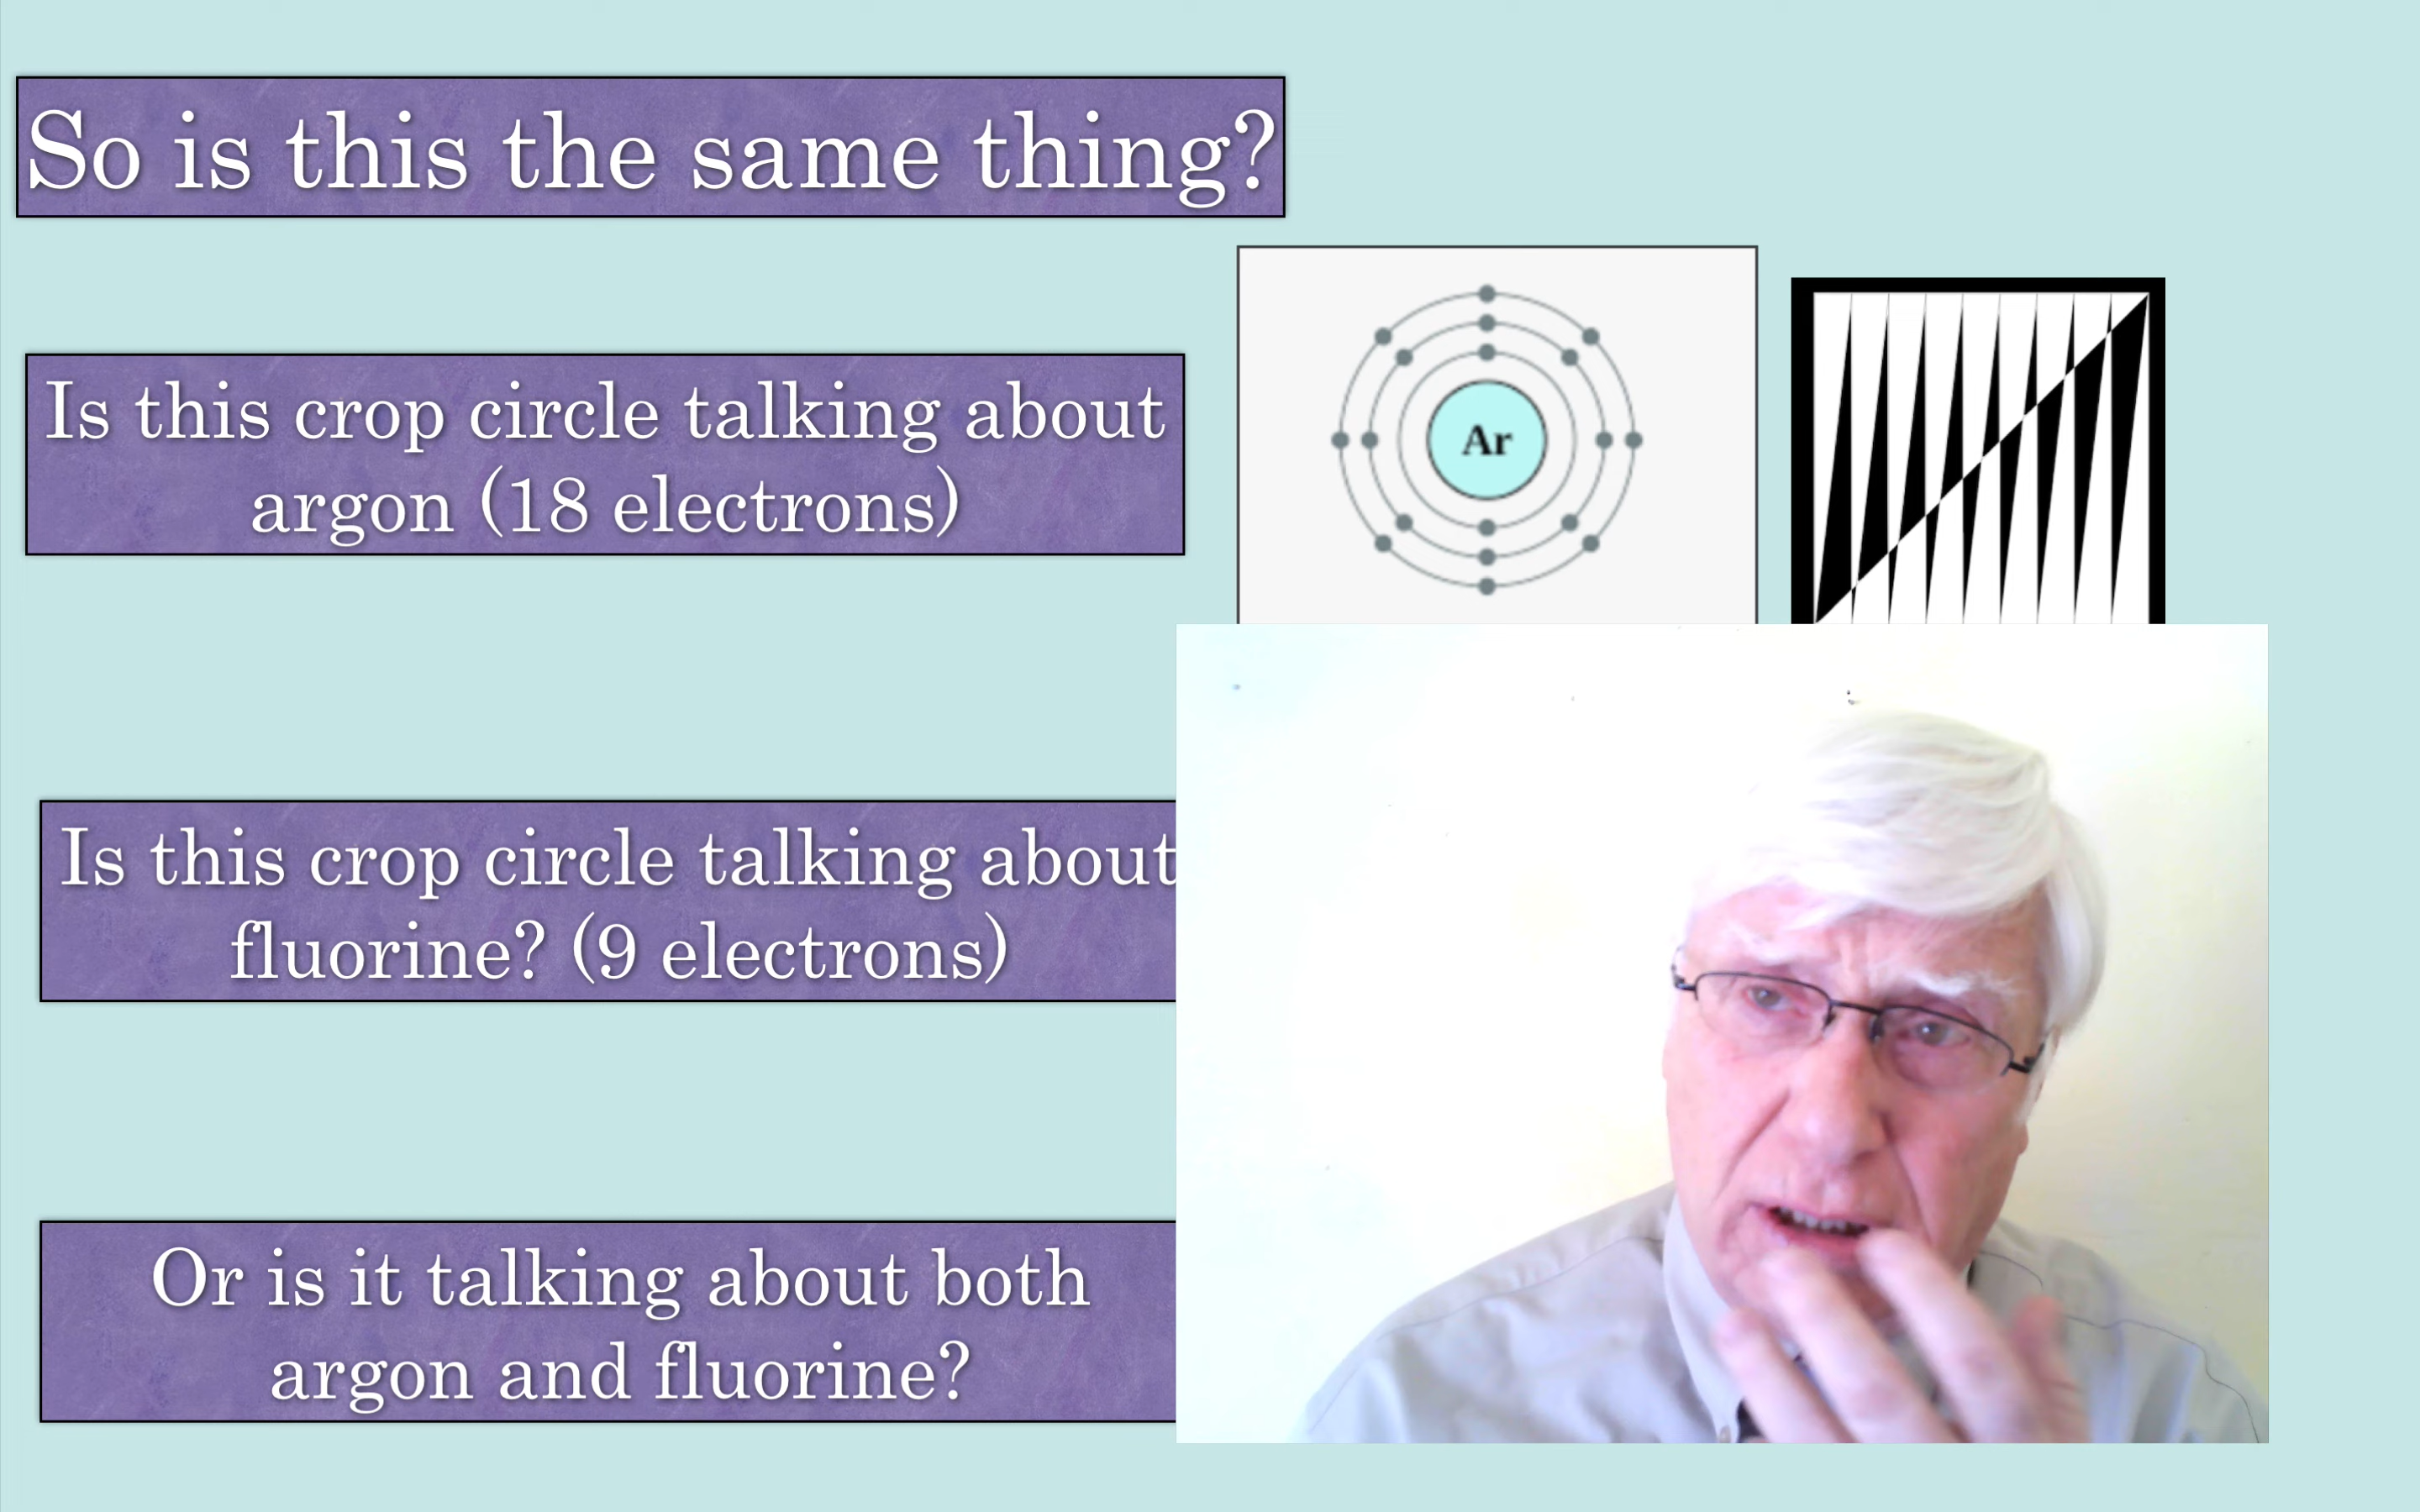 So is this the same thing?
Is this crop circle talking about
argon (18 electrons)
Ar
Is this crop circle talking about
fluorine? (9 electrons)
Or is it talking about both
argon and fluorine?